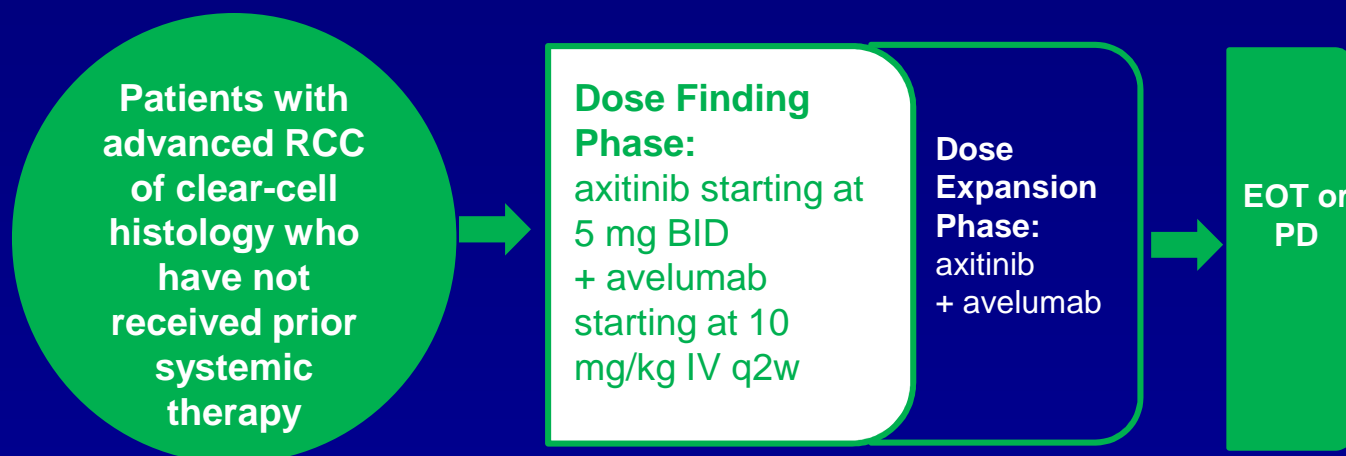 Patients with
advanced RCC
of clear-cell
histology who
have not
received prior
systemic
therapy
Dose Finding
Phase:
axitinib starting at
5 mg BID
+ avelumab
starting at 10
mg/kg IV q2w
Dose
Expansion
Phase:
axitinib
+ avelumab
EOT or
PD